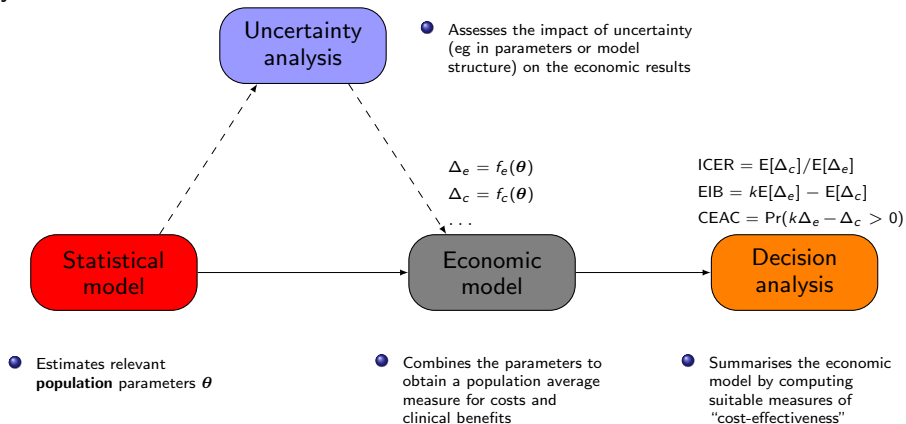 Uncertainty
analysis
Assesses the impact of uncertainty
(eg in parameters or model
structure) on the economic results
Δe = fe(θ)
Δc = fc(θ)
. . .
ICER = E[Δc]/E[Δe]
EIB = kE[Δe] − E[Δc]
CEAC = Pr(kΔe − Δc > 0)
Statistical
model
Economic
model
Decision
analysis
Estimates relevant
population parameters θ
Combines the parameters to
obtain a population average
measure for costs and
clinical benefits
Summarises the economic
model by computing
suitable measures of
“cost-effectiveness”